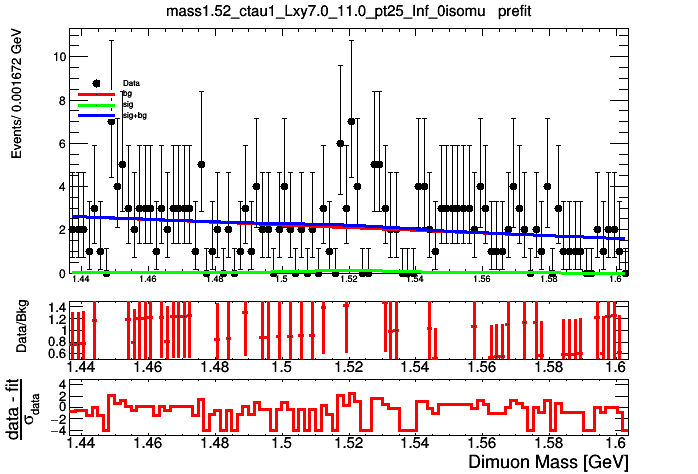 mass1.52_ctau1_Lxy7.0_11.0_pt25_Inf_0isomu prefit
Events/ 0.001672 GeV
10
8
6
4
2
0
Data
bg
sig
sig+bg
1.44 1.46 1.48 1.5 1.52 1.54 1.56 1.58 1.6
Data/Bkg
1.4
1.2
1
0.8
0.6
1.44 1.46 1.48 1.5 1.52 1.54 1.56 1.58 1.6
data - fit
σdata
4
2
0
−2
−4
1.44 1.46 1.48 1.5 1.52 1.54 1.56 1.58 1.6
Dimuon Mass [GeV]